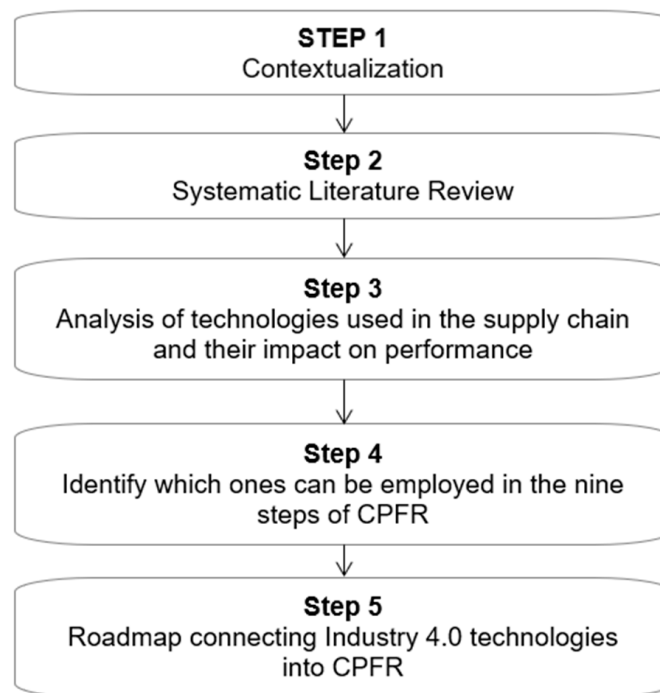 STEP 1
Contextualization
Step 2
Systematic Literature Review
Step 3
Analysis of technologies used in the supply chain
and their impact on performance
Step 4
Identify which ones can be employed in the nine
steps of CPFR
Step 5
Roadmap connecting Industry 4.0 technologies
into CPFR